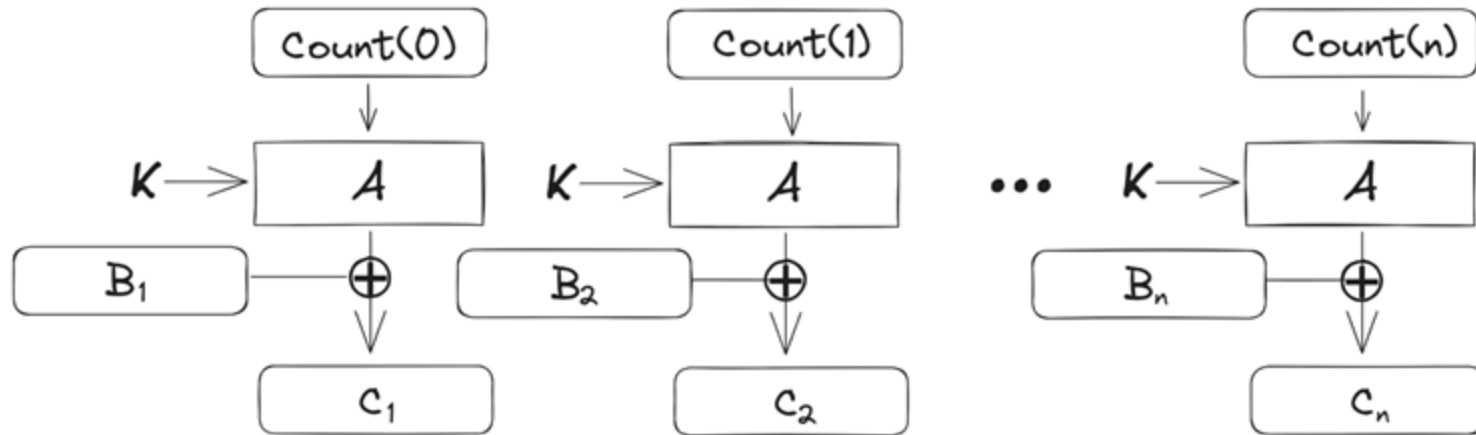 Count(0) Count(1) Count(n)
K A K A ••• K A
B₁ B₂ Bₙ
C₁ C₂ Cₙ